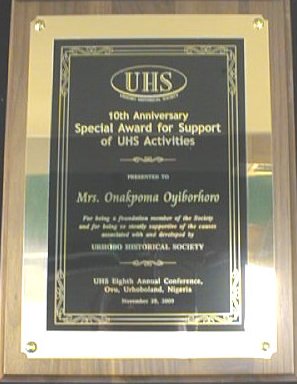 UHS
URHOBO HISTORICAL SOCIETY
10th Anniversary
Special Award for Support
of UHS Activities
PRESENTED TO
Mrs. Onakpoma Oyiborhoro
For being a foundation member of the Society
and for being so steadily supportive of the causes
associated with and developed by
URHOBO HISTORICAL SOCIETY
UHS Eighth Annual Conference,
Ovu, Urhoboland, Nigeria
November 28, 2009